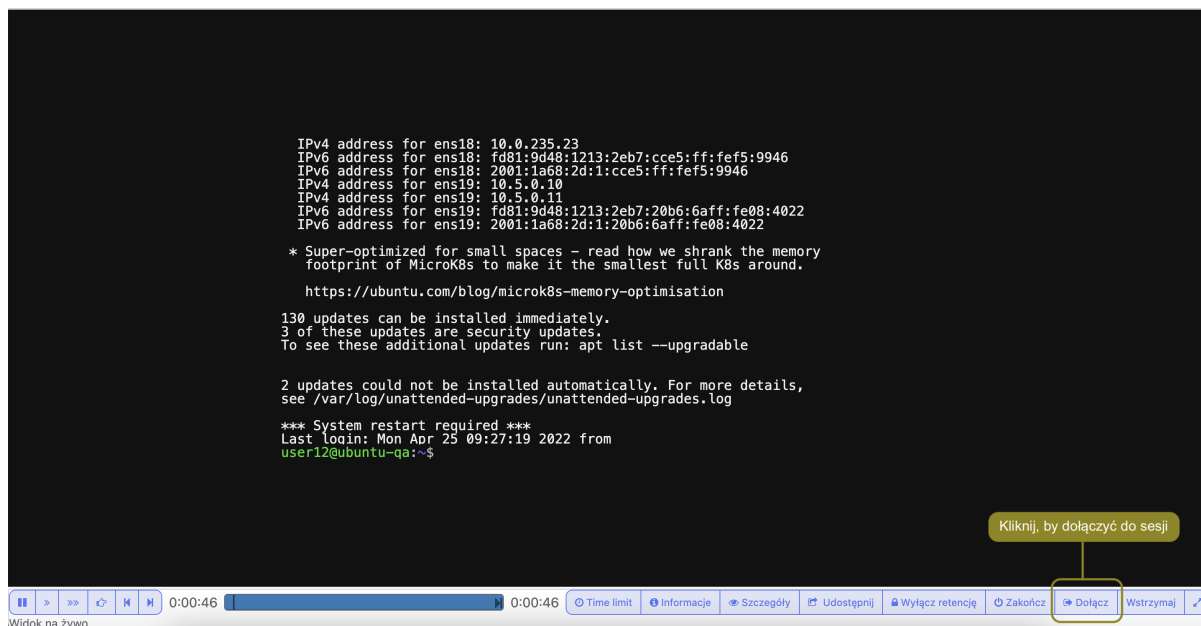 IPv4 address for ens18: 10.0.235.23
IPv6 address for ens18: fd81:9d48:1213:2eb7:cce5:ff:fef5:9946
IPv6 address for ens18: 2001:1a68:2d:1:cce5:ff:fef5:9946
IPv4 address for ens19: 10.5.0.10
IPv4 address for ens19: 10.5.0.11
IPv6 address for ens19: fd81:9d48:1213:2eb7:20b6:6aff:fe08:4022
IPv6 address for ens19: 2001:1a68:2d:1:20b6:6aff:fe08:4022
* Super-optimized for small spaces - read how we shrank the memory
footprint of MicroK8s to make it the smallest full K8s around.
https://ubuntu.com/blog/microk8s-memory-optimisation
130 updates can be installed immediately.
3 of these updates are security updates.
To see these additional updates run: apt list --upgradable
2 updates could not be installed automatically. For more details,
see /var/log/unattended-upgrades/unattended-upgrades.log
*** System restart required ***
Last login: Mon Apr 25 09:27:19 2022 from
user12@ubuntu-qa:~$
Kliknij, by dołączyć do sesji
0:00:46 0:00:46 Time limit Informacje Szczegóły Udostępnij Wyłącz retencję Zakończ Dołącz Wstrzymaj
Widok na żywo